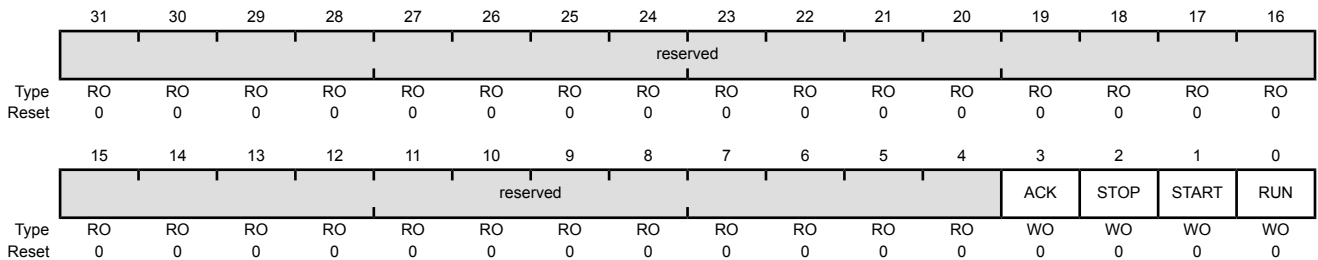 31 30 29 28 27 26 25 24 23 22 21 20 19 18 17 16
reserved
Type RO RO RO RO RO RO RO RO RO RO RO RO RO RO RO RO
Reset 0 0 0 0 0 0 0 0 0 0 0 0 0 0 0 0
15 14 13 12 11 10 9 8 7 6 5 4 3 2 1 0
reserved ACK STOP START RUN
Type RO RO RO RO RO RO RO RO RO RO RO RO WO WO WO WO
Reset 0 0 0 0 0 0 0 0 0 0 0 0 0 0 0 0